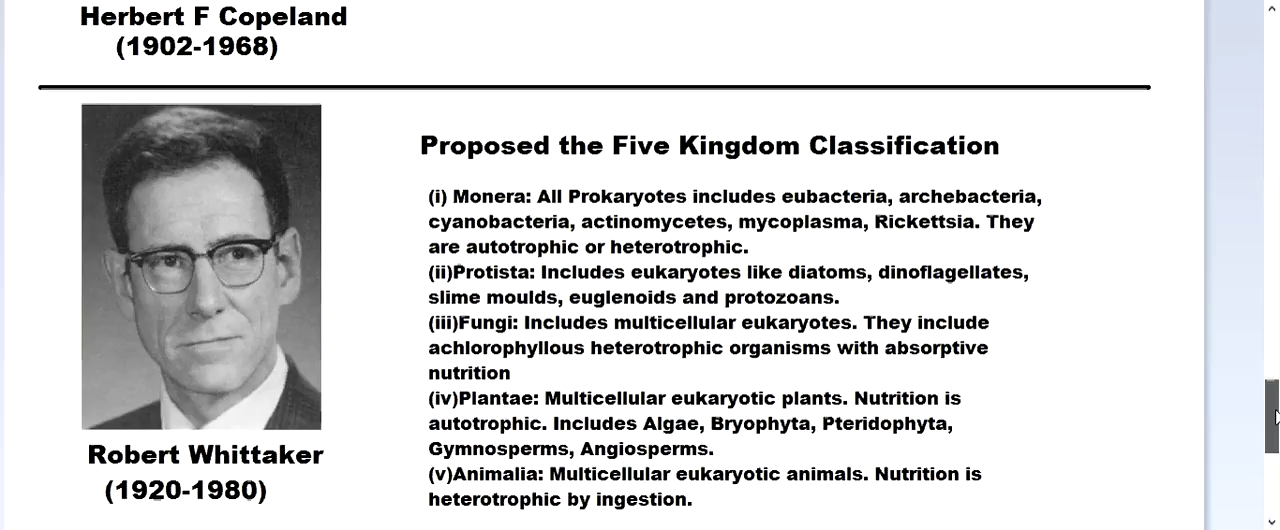 Herbert F Copeland
(1902-1968)
Proposed the Five Kingdom Classification
(i) Monera: All Prokaryotes includes eubacteria, archebacteria,
cyanobacteria, actinomycetes, mycoplasma, Rickettsia. They
are autotrophic or heterotrophic.
(ii)Protista: Includes eukaryotes like diatoms, dinoflagellates,
slime moulds, euglenoids and protozoans.
(iii)Fungi: Includes multicellular eukaryotes. They include
achlorophyllous heterotrophic organisms with absorptive
nutrition
(iv)Plantae: Multicellular eukaryotic plants. Nutrition is
autotrophic. Includes Algae, Bryophyta, Pteridophyta,
Gymnosperms, Angiosperms.
(v)Animalia: Multicellular eukaryotic animals. Nutrition is
heterotrophic by ingestion.
Robert Whittaker
(1920-1980)